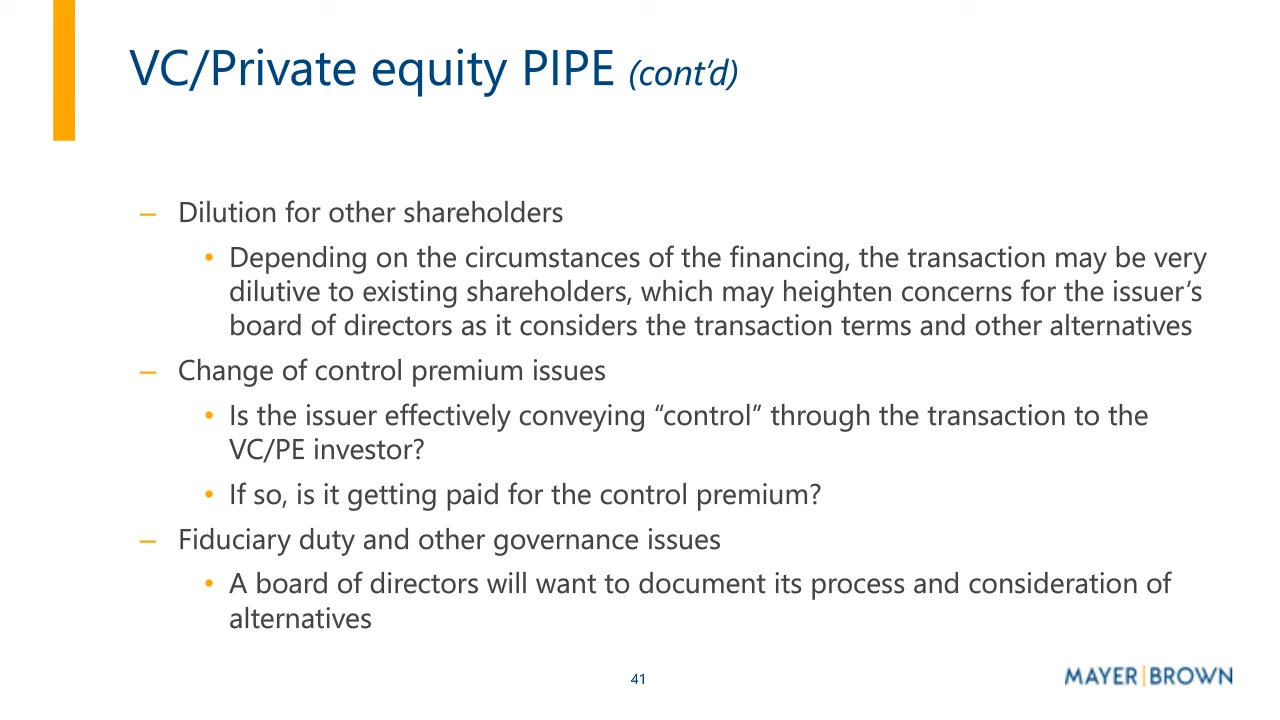 VC/Private equity PIPE (cont’d)
– Dilution for other shareholders
• Depending on the circumstances of the financing, the transaction may be very
dilutive to existing shareholders, which may heighten concerns for the issuer’s
board of directors as it considers the transaction terms and other alternatives
– Change of control premium issues
• Is the issuer effectively conveying “control” through the transaction to the
VC/PE investor?
• If so, is it getting paid for the control premium?
– Fiduciary duty and other governance issues
• A board of directors will want to document its process and consideration of
alternatives
41
MAYER|BROWN